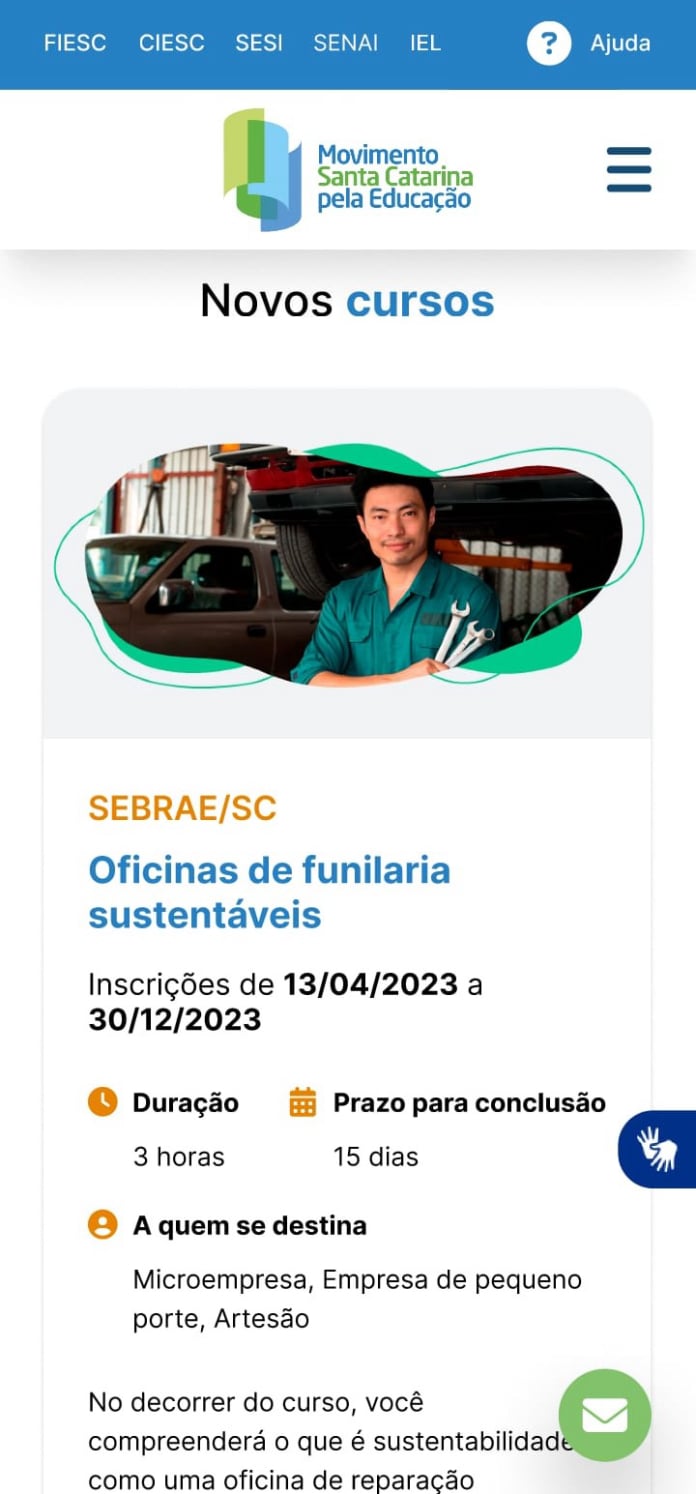 FIESC CIESC SESI SENAI IEL ? Ajuda
Movimento
Santa Catarina
pela Educação
Novos cursos
SEBRAE/SC
Oficinas de funilaria
sustentáveis
Inscrições de 13/04/2023 a
30/12/2023
Duração Prazo para conclusão
3 horas 15 dias
A quem se destina
Microempresa, Empresa de pequeno
porte, Artesão
No decorrer do curso, você
compreenderá o que é sustentabilidade
como uma oficina de reparação